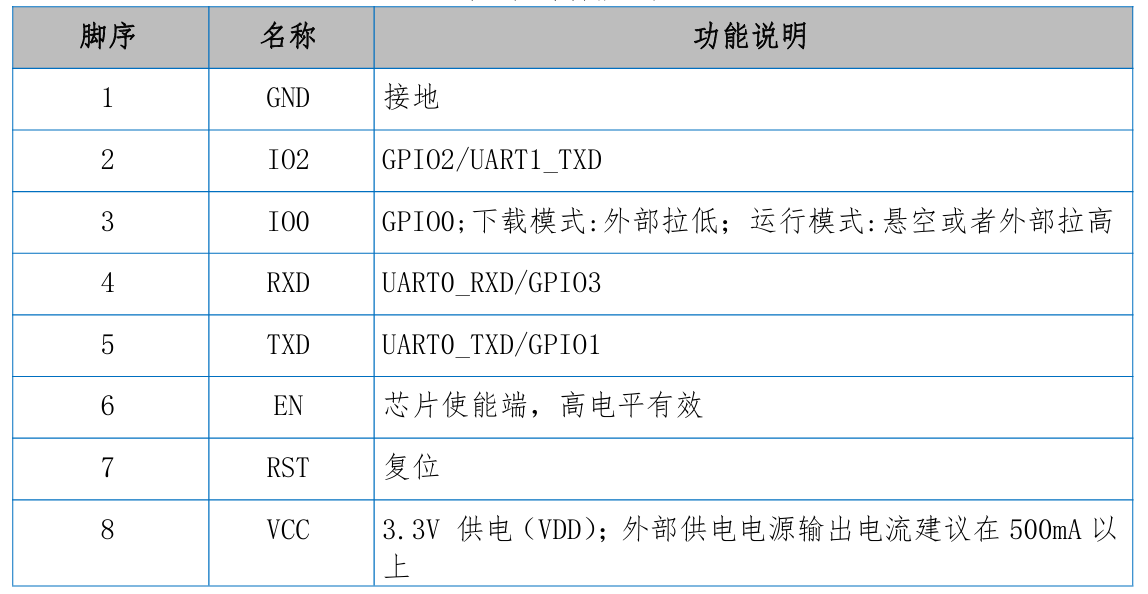 脚序 名称 功能说明
1 GND 接地
2 IO2 GPIO2/UART1_TXD
3 IO0 GPIO0;下载模式:外部拉低; 运行模式:悬空或者外部拉高
4 RXD UART0_RXD/GPIO3
5 TXD UART0_TXD/GPIO1
6 EN 芯片使能端，高电平有效
7 RST 复位
8 VCC 3.3V 供电（VDD）；外部供电电源输出电流建议在 500mA 以
上